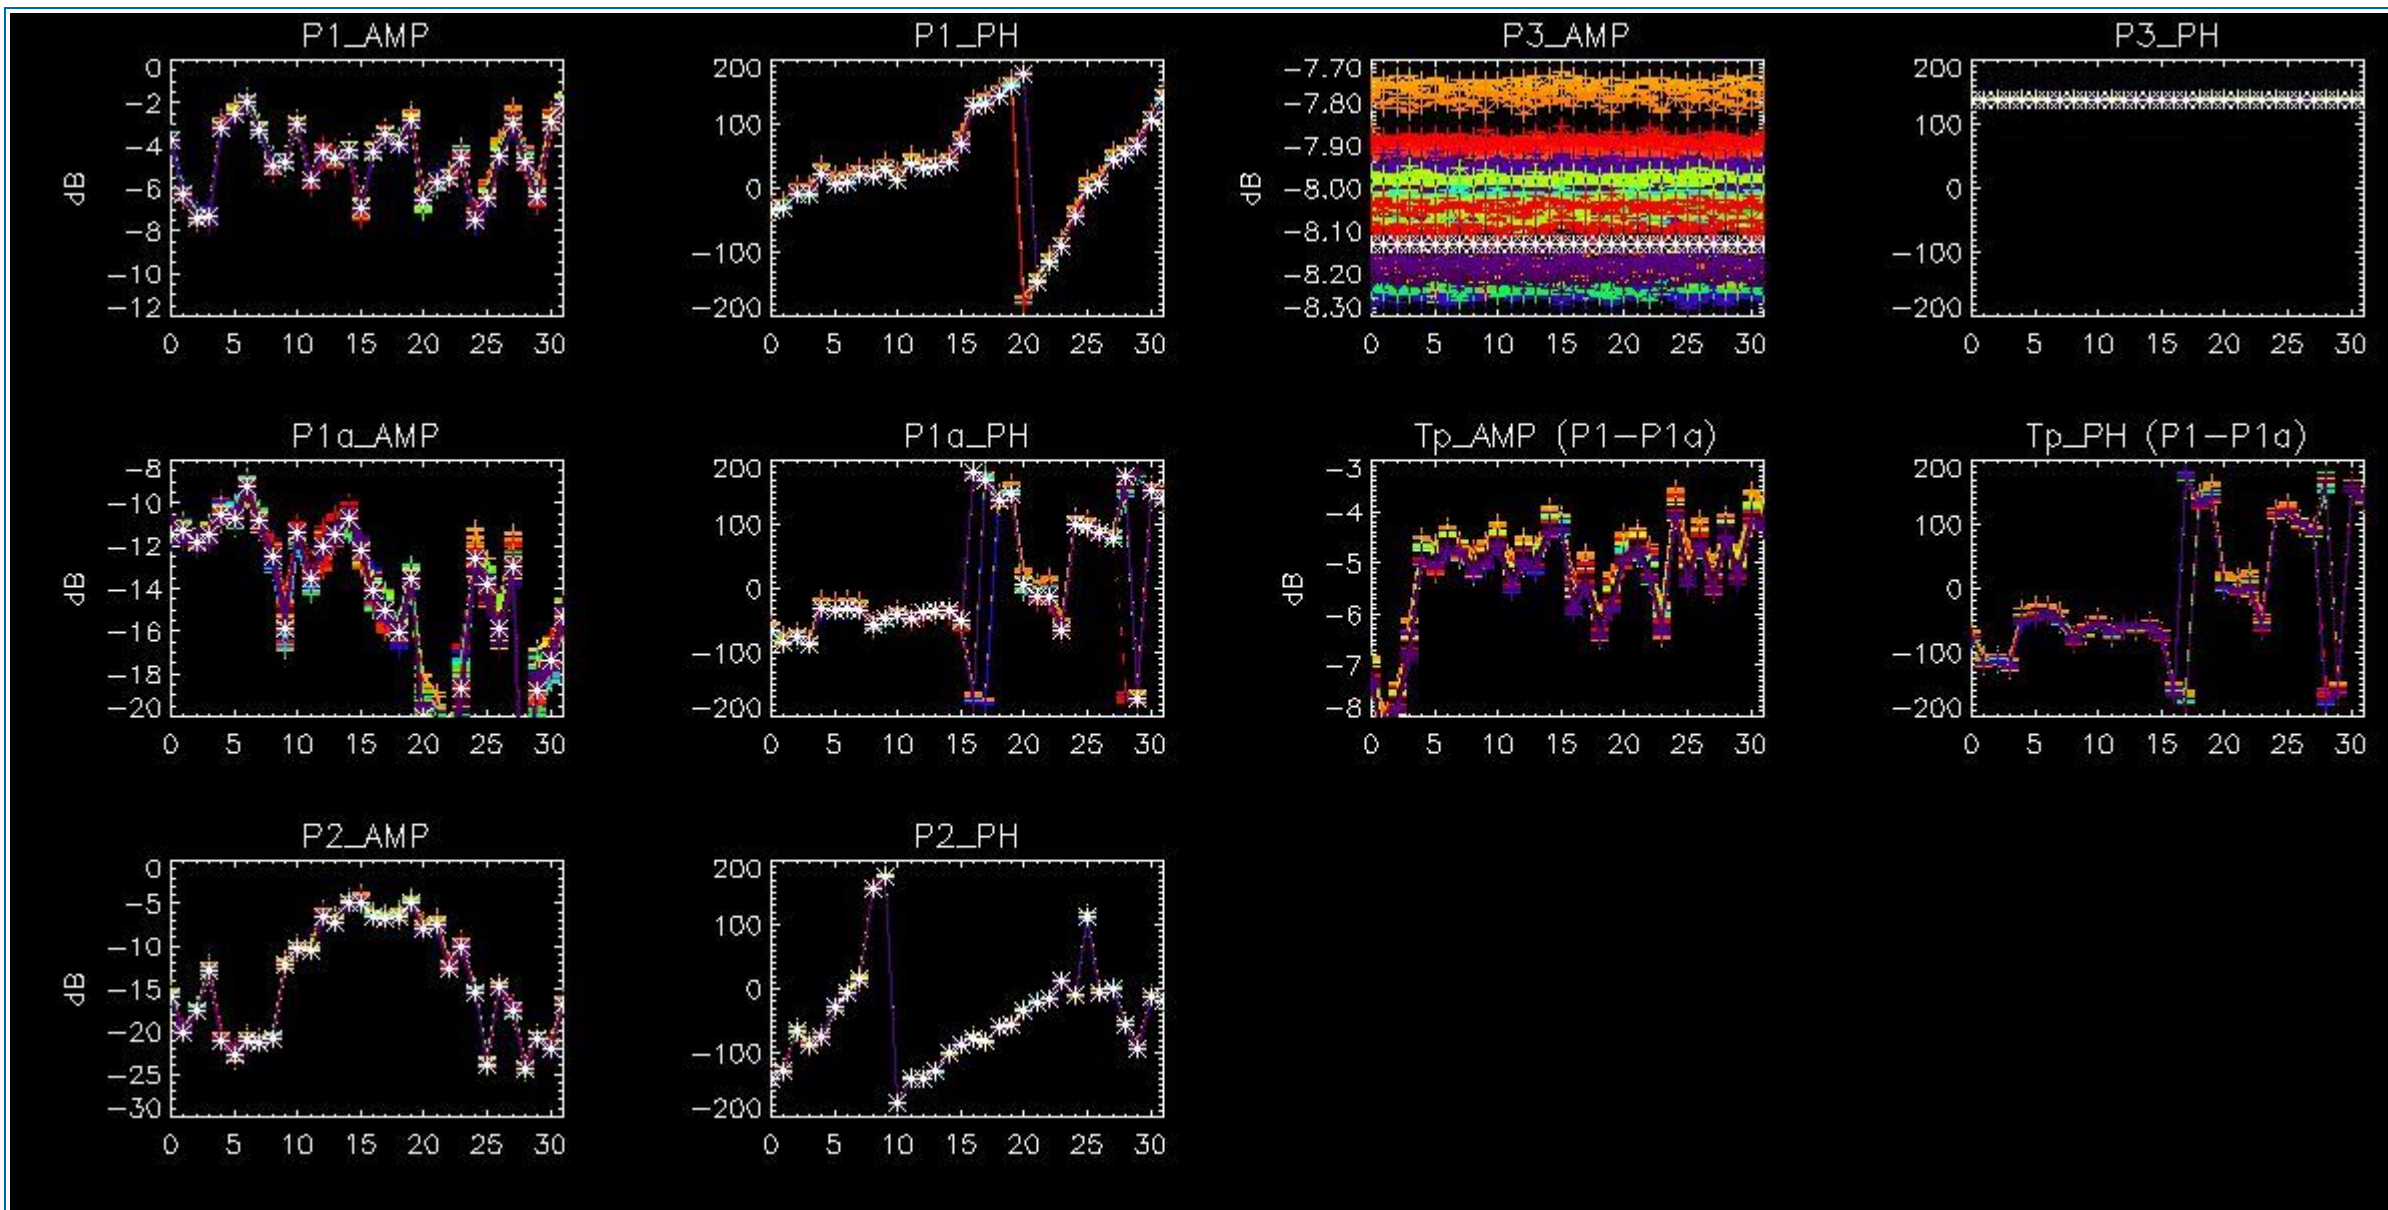 P1_AMP
P1_PH
P3_AMP
P3_PH
0
−2
−4
−6
−8
−10
−12
dB
0 5 10 15 20 25 30
200
100
0
−100
−200
0 5 10 15 20 25 30
−7.70
−7.80
−7.90
−8.00
−8.10
−8.20
−8.30
dB
0 5 10 15 20 25 30
200
100
0
−100
−200
0 5 10 15 20 25 30
P1a_AMP
P1a_PH
Tp_AMP (P1−P1a)
Tp_PH (P1−P1a)
−8
−10
−12
−14
−16
−18
−20
dB
0 5 10 15 20 25 30
200
100
0
−100
−200
0 5 10 15 20 25 30
−3
−4
−5
−6
−7
−8
dB
0 5 10 15 20 25 30
200
100
0
−100
−200
0 5 10 15 20 25 30
P2_AMP
P2_PH
0
−5
−10
−15
−20
−25
−30
dB
0 5 10 15 20 25 30
200
100
0
−100
−200
0 5 10 15 20 25 30